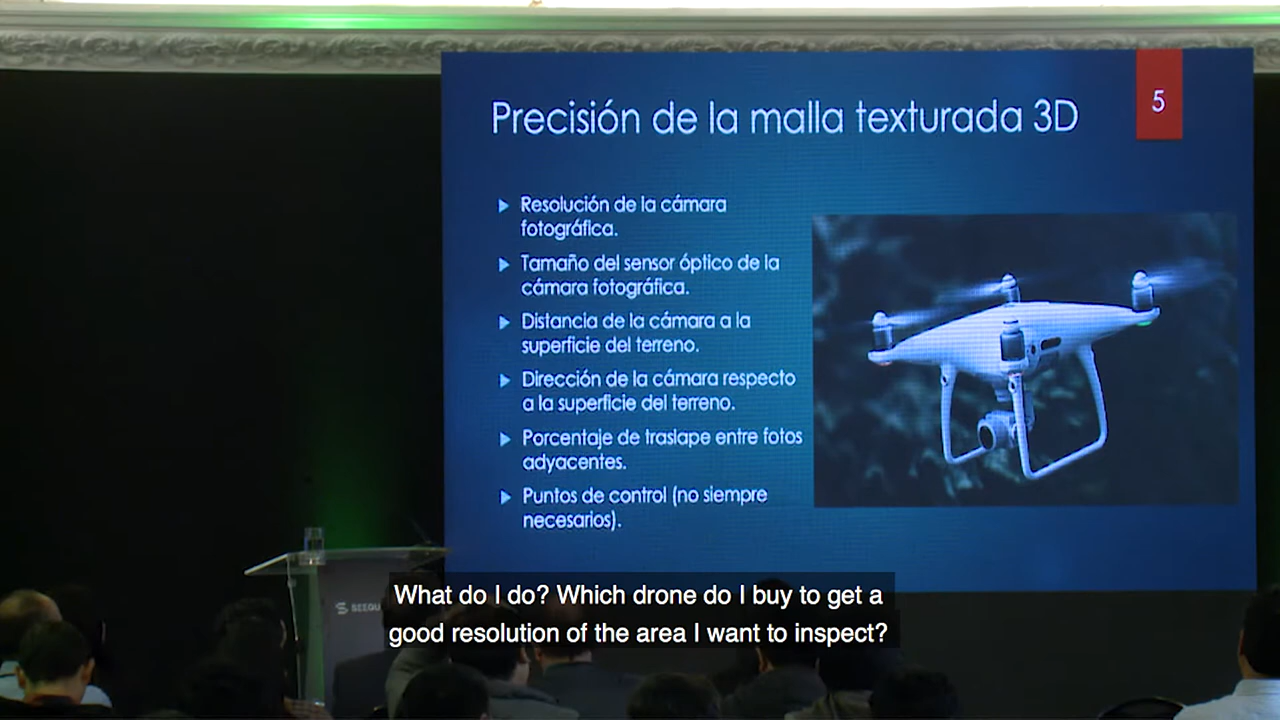 5
Precisión de la malla texturada 3D
Resolución de la cámara
fotográfica.
Tamaño del sensor óptico de la
cámara fotográfica.
Distancia de la cámara a la
superficie del terreno.
Dirección de la cámara respecto
a la superficie del terreno.
Porcentaje de traslape entre fotos
adyacentes.
Puntos de control (no siempre
necesarios).
What do I do? Which drone do I buy to get a
good resolution of the area I want to inspect?